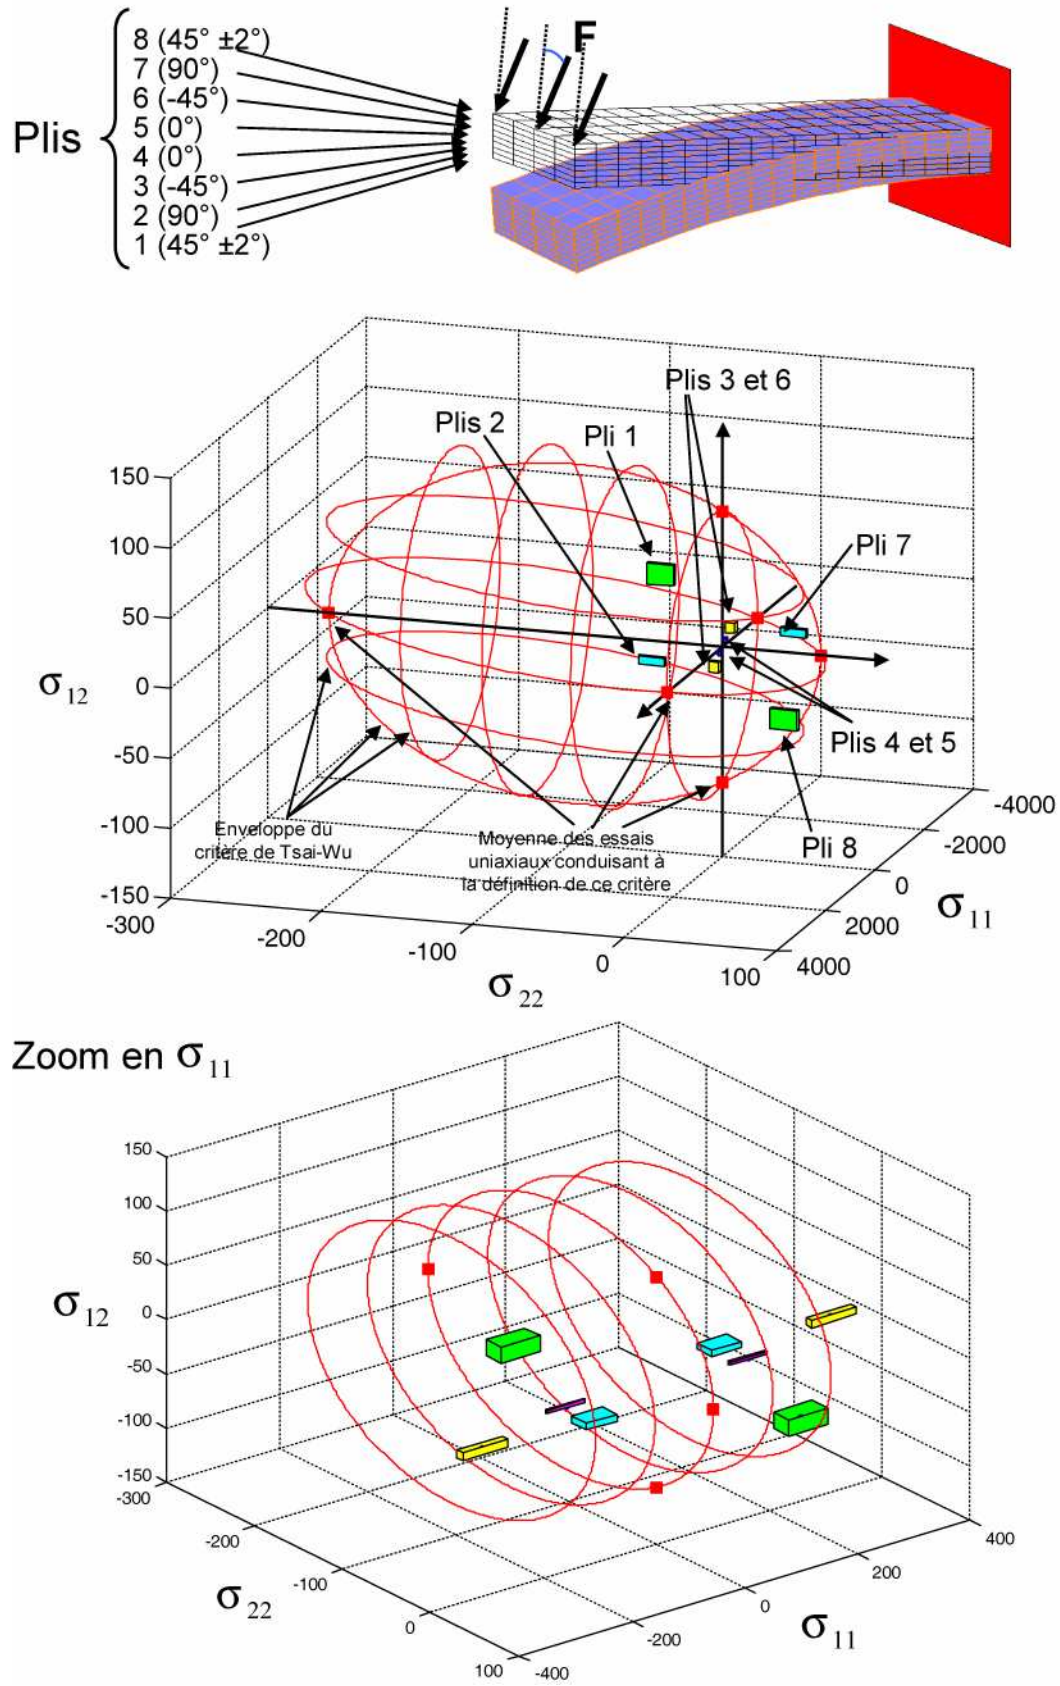 Plis
8 (45° ±2°)
7 (90°)
6 (-45°)
5 (0°)
4 (0°)
3 (-45°)
2 (90°)
1 (45° ±2°)
F
Plis 3 et 6
Plis 2
Pli 1
Pli 7
Plis 4 et 5
Pli 8
150
100
50
0
-50
-100
-150
σ12
-300
-200
-100
0
100
σ22
-4000
-2000
0
2000
4000
σ11
Enveloppe du
critère de Tsai-Wu
Moyenne des essais
uniaxiaux conduisant à
la définition de ce critère
Zoom en σ11
150
100
50
0
-50
-100
-150
σ12
-300
-200
-100
0
100
σ22
-400
-200
0
200
400
σ11